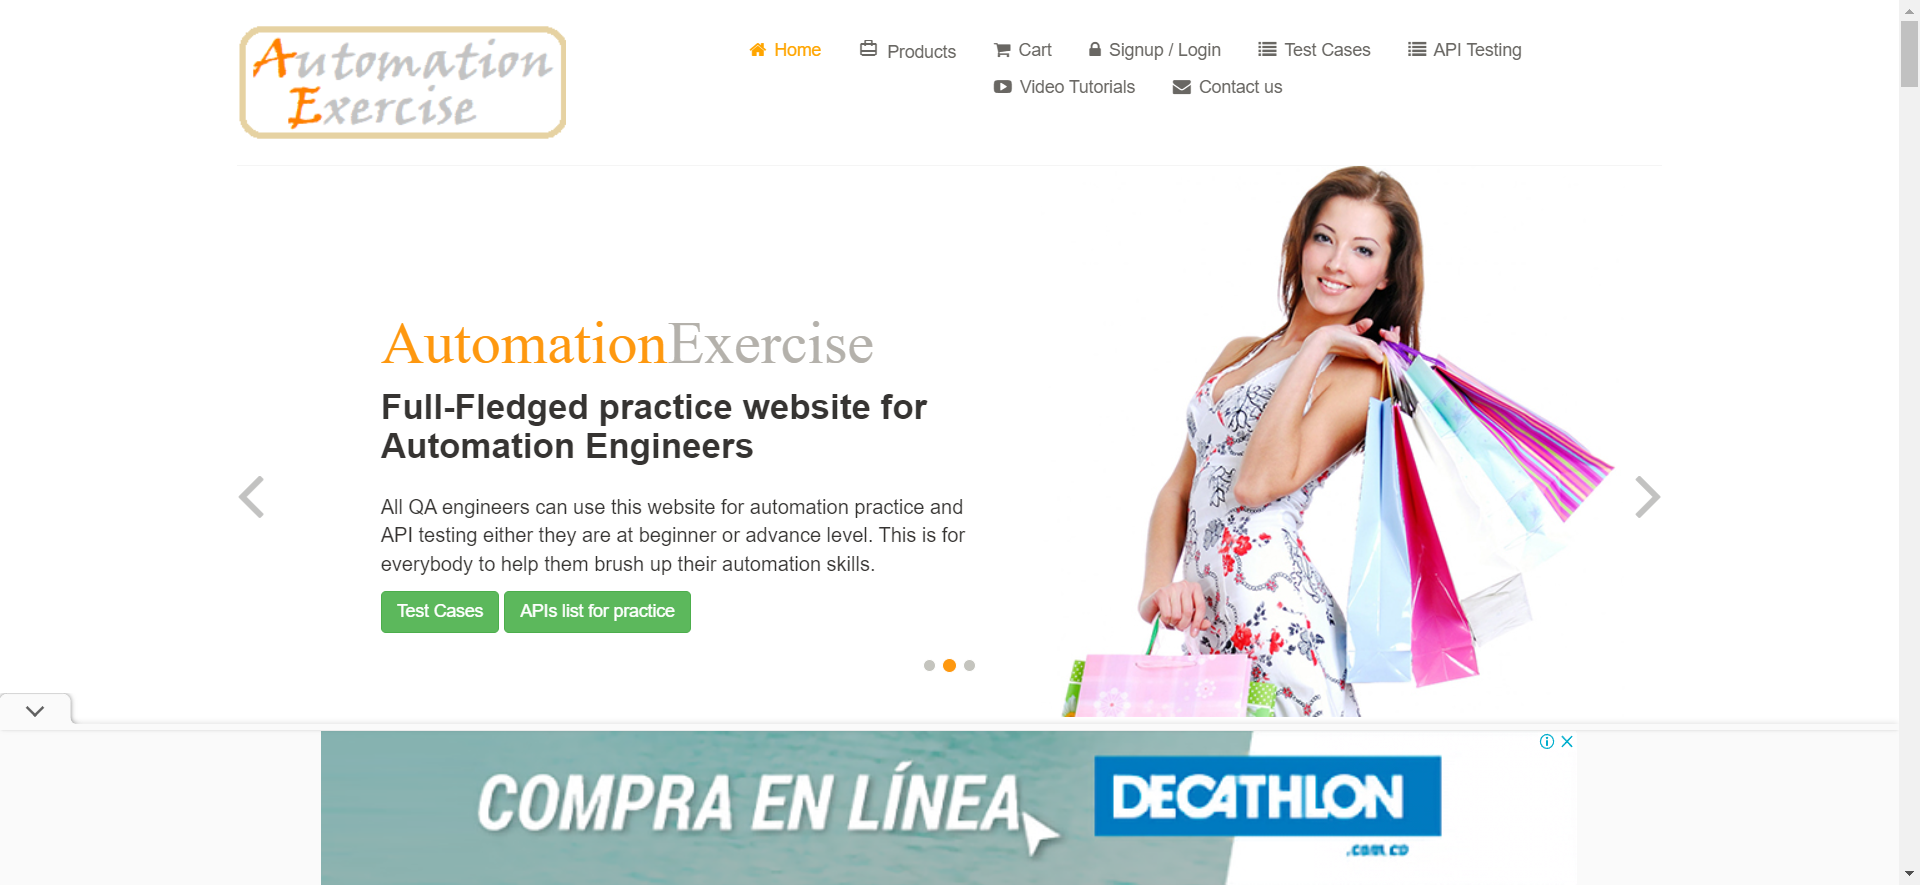 Automation
Exercise
Home
Products
Cart
Signup / Login
Test Cases
API Testing
Video Tutorials
Contact us
AutomationExercise
Full-Fledged practice website for
Automation Engineers
All QA engineers can use this website for automation practice and
API testing either they are at beginner or advance level. This is for
everybody to help them brush up their automation skills.
Test Cases
APIs list for practice
COMPRA EN LÍNEA
DECATHLON
.com.co